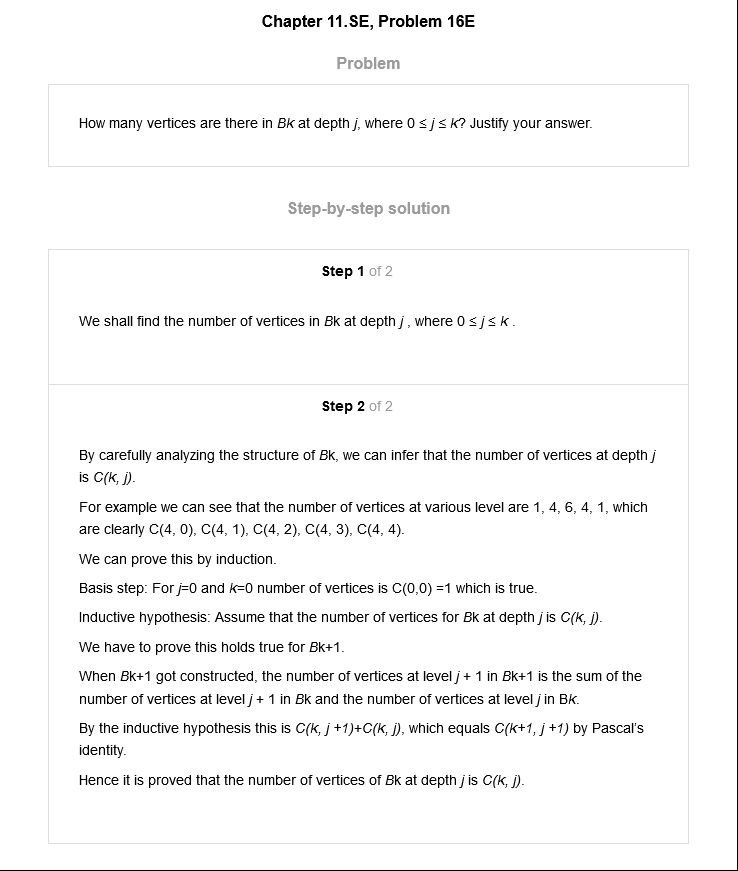 Chapter 11.SE, Problem 16E
Problem
How many vertices are there in Bk at depth j, where 0 ≤ j ≤ k? Justify your answer.
Step-by-step solution
Step 1 of 2
We shall find the number of vertices in Bk at depth j , where 0 ≤ j ≤ k .
Step 2 of 2
By carefully analyzing the structure of Bk, we can infer that the number of vertices at depth j
is C(k, j).
For example we can see that the number of vertices at various level are 1, 4, 6, 4, 1, which
are clearly C(4, 0), C(4, 1), C(4, 2), C(4, 3), C(4, 4).
We can prove this by induction.
Basis step: For j=0 and k=0 number of vertices is C(0,0) =1 which is true.
Inductive hypothesis: Assume that the number of vertices for Bk at depth j is C(k, j).
We have to prove this holds true for Bk+1.
When Bk+1 got constructed, the number of vertices at level j + 1 in Bk+1 is the sum of the
number of vertices at level j + 1 in Bk and the number of vertices at level j in Bk.
By the inductive hypothesis this is C(k, j +1)+C(k, j), which equals C(k+1, j +1) by Pascal's
identity.
Hence it is proved that the number of vertices of Bk at depth j is C(k, j).